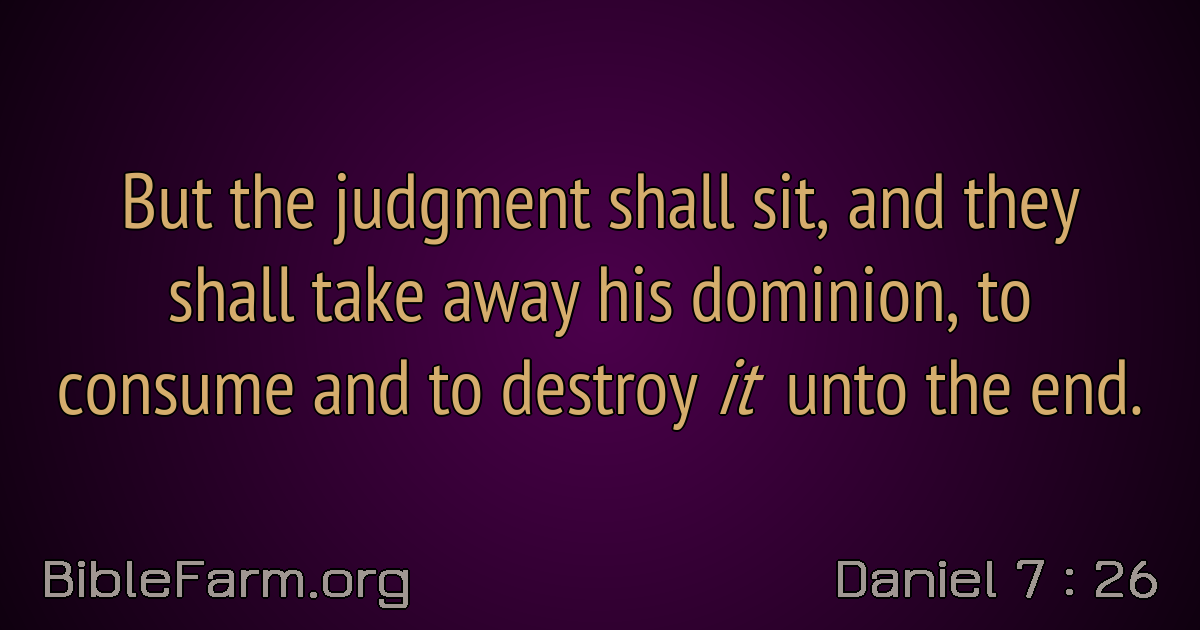 But the judgment shall sit, and they
shall take away his dominion, to
consume and to destroy it unto the end.
BibleFarm.org
Daniel 7 : 26